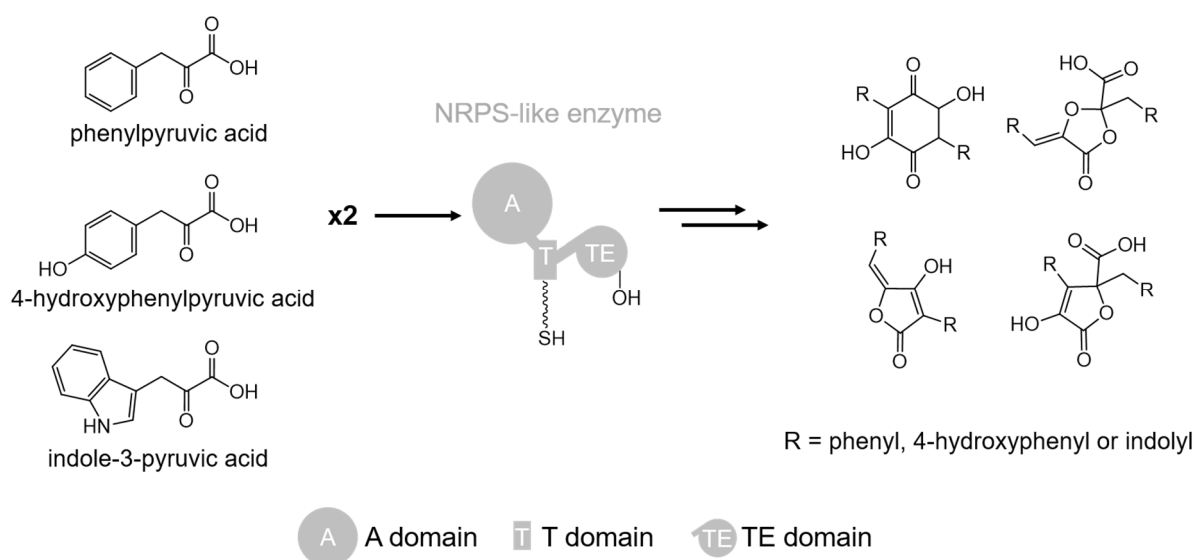 O
OH
O
phenylpyruvic acid
O
OH
O
HO
4-hydroxyphenylpyruvic acid
O
OH
O
HN
indole-3-pyruvic acid
x2
NRPS-like enzyme
A
T
TE
OH
SH
O
R
OH
HO
R
O
HO
O
R
O
R
O
O
R
OH
O
R
O
O
OH
R
R
HO
O
O
R = phenyl, 4-hydroxyphenyl or indolyl
A A domain
T T domain
TE TE domain